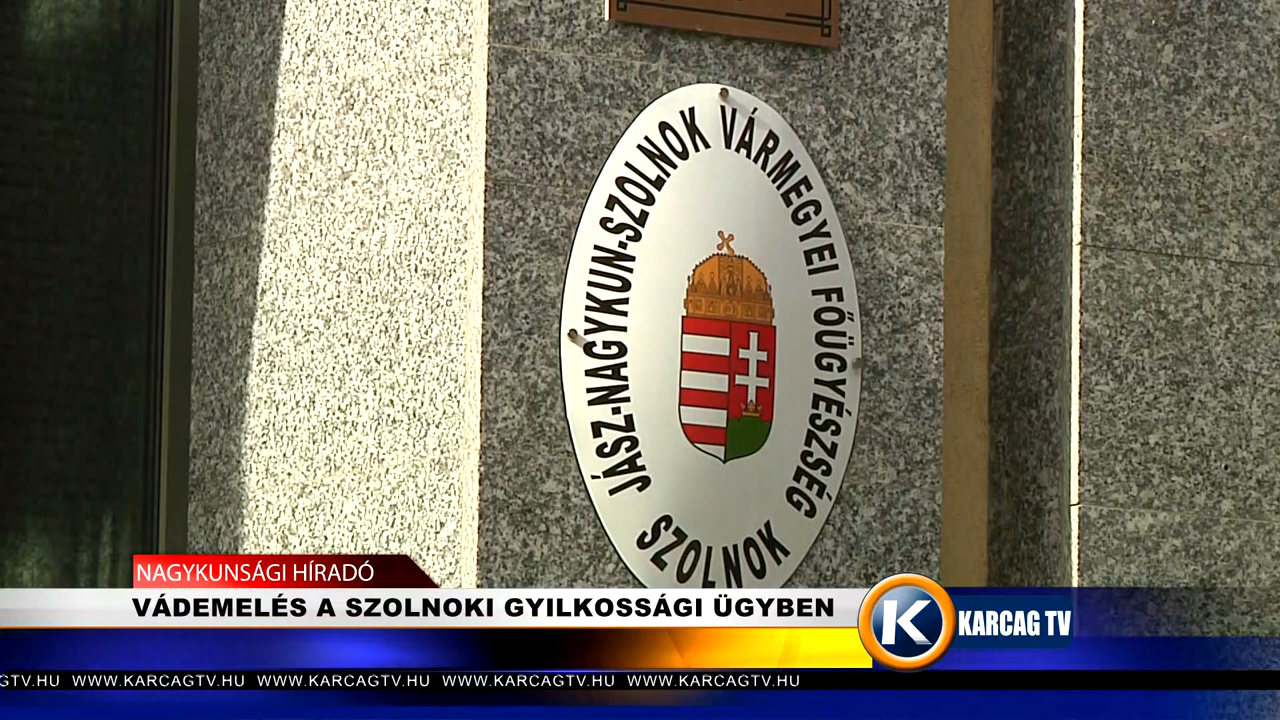 JÁSZ-NAGYKUN-SZOLNOK VÁRMEGYEI FŐÜGYÉSZSÉG
SZOLNOK
NAGYKUNSÁGI HÍRADÓ
VÁDEMELÉS A SZOLNOKI GYILKOSSÁGI ÜGYBEN
K KARCAG TV
GTV.HU WWW.KARCAGTV.HU WWW.KARCAGTV.HU WWW.KARCAGTV.HU WWW.KARCAGTV.HU